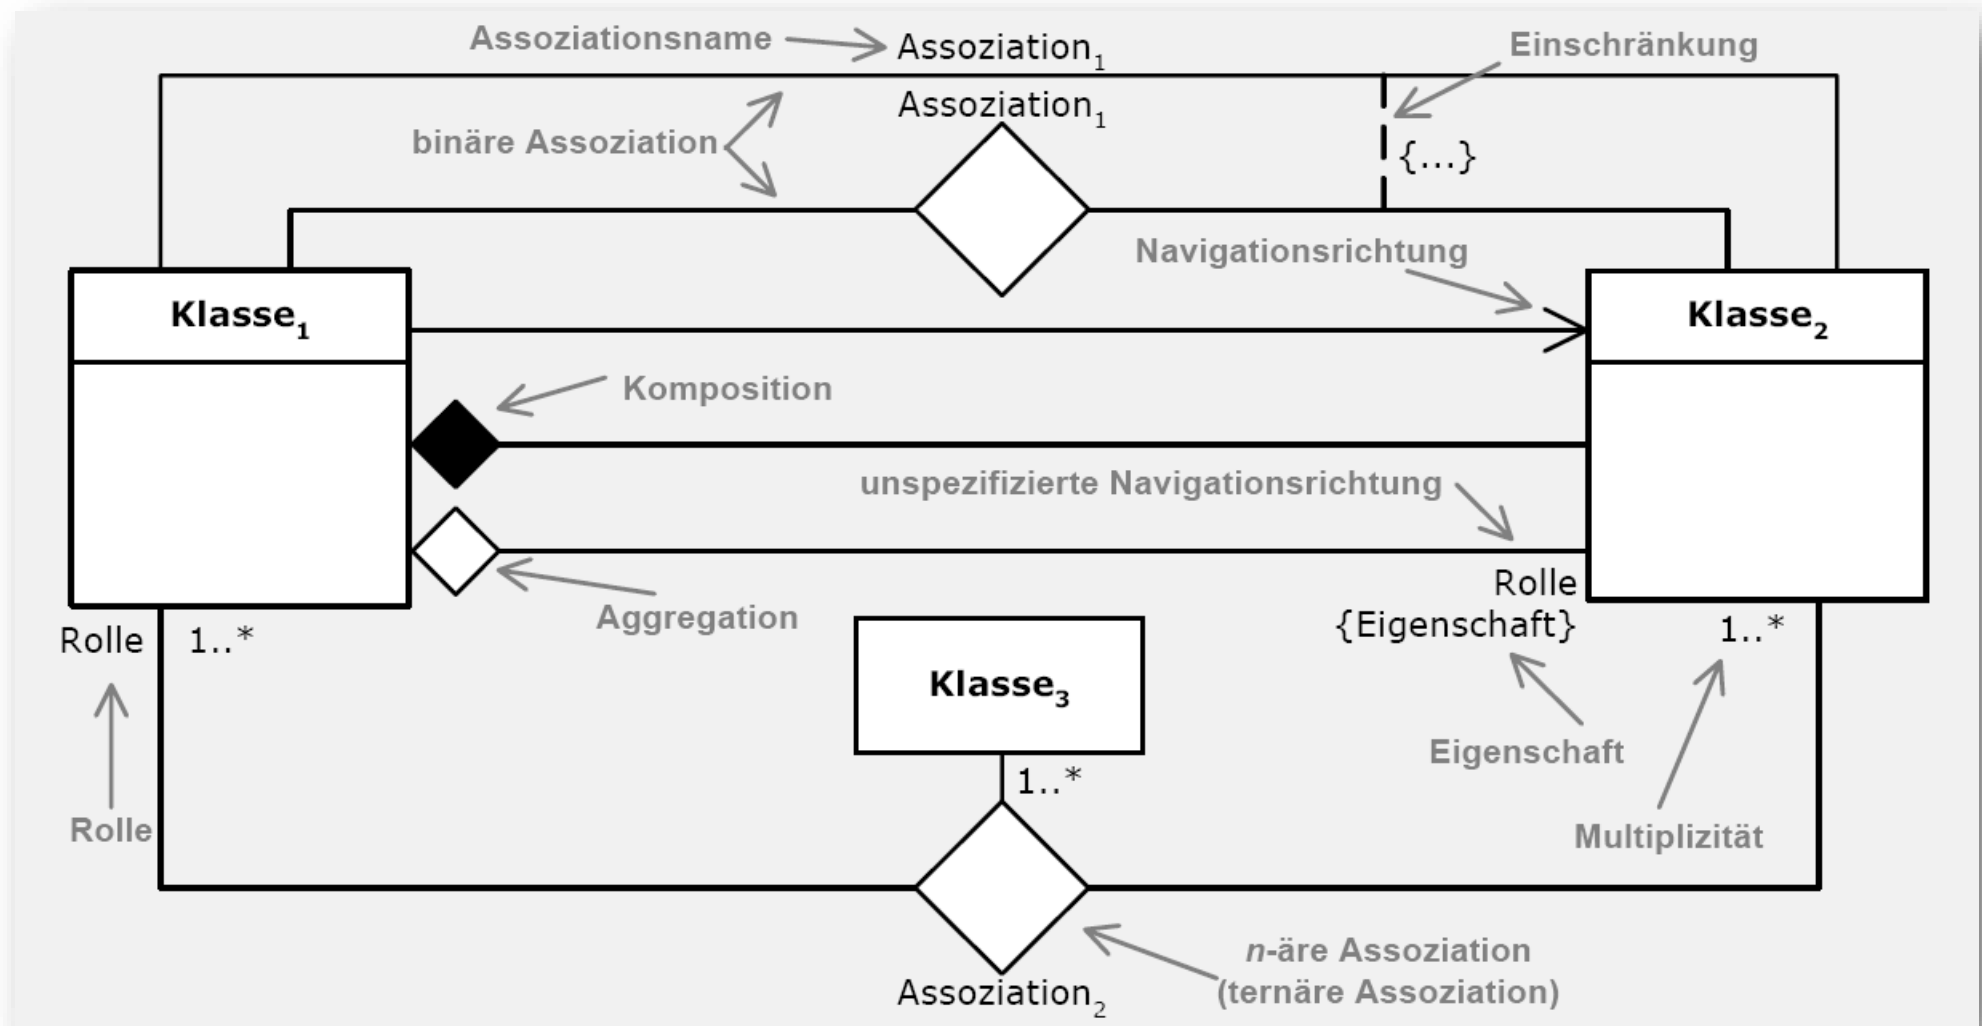 Assoziationsname
Assoziation₁
Einschränkung
Assoziation₁
binäre Assoziation
{...}
Navigationsrichtung
Klasse₁
Klasse₂
Komposition
unspezifizierte Navigationsrichtung
Rolle
Aggregation
{Eigenschaft}
Rolle
1..*
1..*
Klasse₃
Eigenschaft
1..*
Rolle
Multiplizität
n-äre Assoziation
(ternäre Assoziation)
Assoziation₂